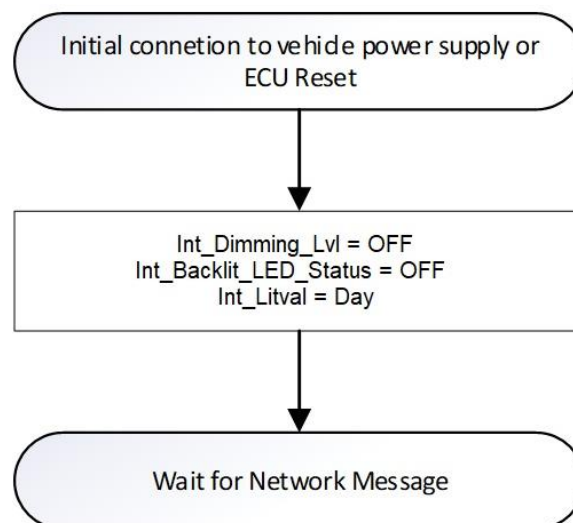 Initial connetion to vehide power supply or
ECU Reset
Int_Dimming_Lvl = OFF
Int_Backlit_LED_Status = OFF
Int_Litval = Day
Wait for Network Message